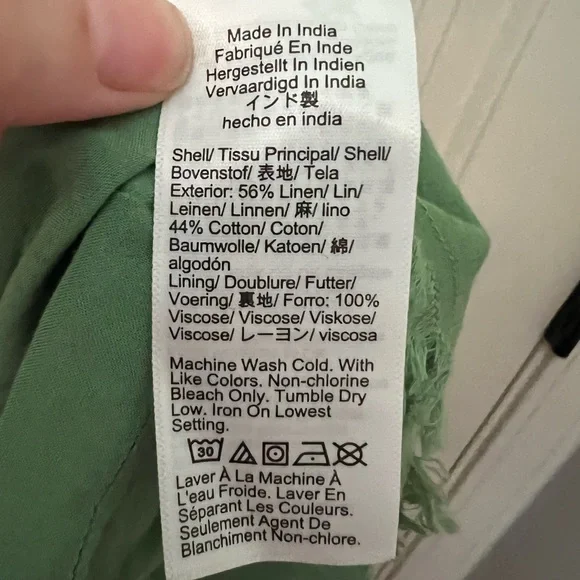 Made In India
Fabriqué En Inde
Hergestellt In Indien
Vervaardigd In India
インド製
hecho en índia
Shell/ Tissu Principal/ Shell/
Bovenstof/ 表地/ Tela
Exterior: 56% Linen/ Lin/
Leinen/ Linnen/ 麻/ lino
44% Cotton/ Coton/
Baumwolle/ Katoen/ 綿/
algodón
Lining/ Doublure/ Futter/
Voering/ 裏地/ Forro: 100%
Viscose/ Viscose/ Viskose/
Viscose/ レーヨン/ viscosa
Machine Wash Cold. With
Like Colors. Non-chlorine
Bleach Only. Tumble Dry
Low. Iron On Lowest
Setting.
30
Laver À La Machine À
L'eau Froide. Laver En
Séparant Les Couleurs.
Seulement Agent De
Blanchiment Non-chlore.